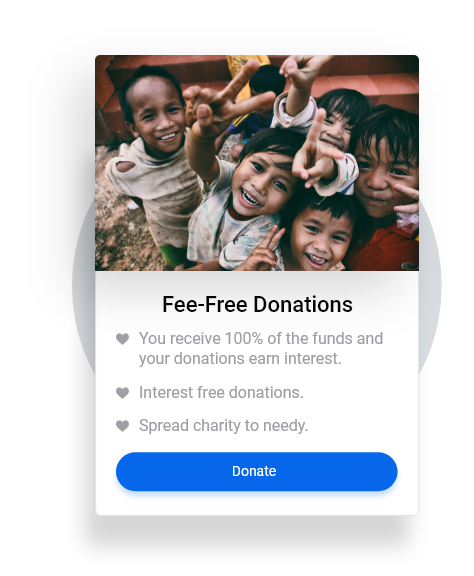 Fee-Free Donations
You receive 100% of the funds and
your donations earn interest.
Interest free donations.
Spread charity to needy.
Donate